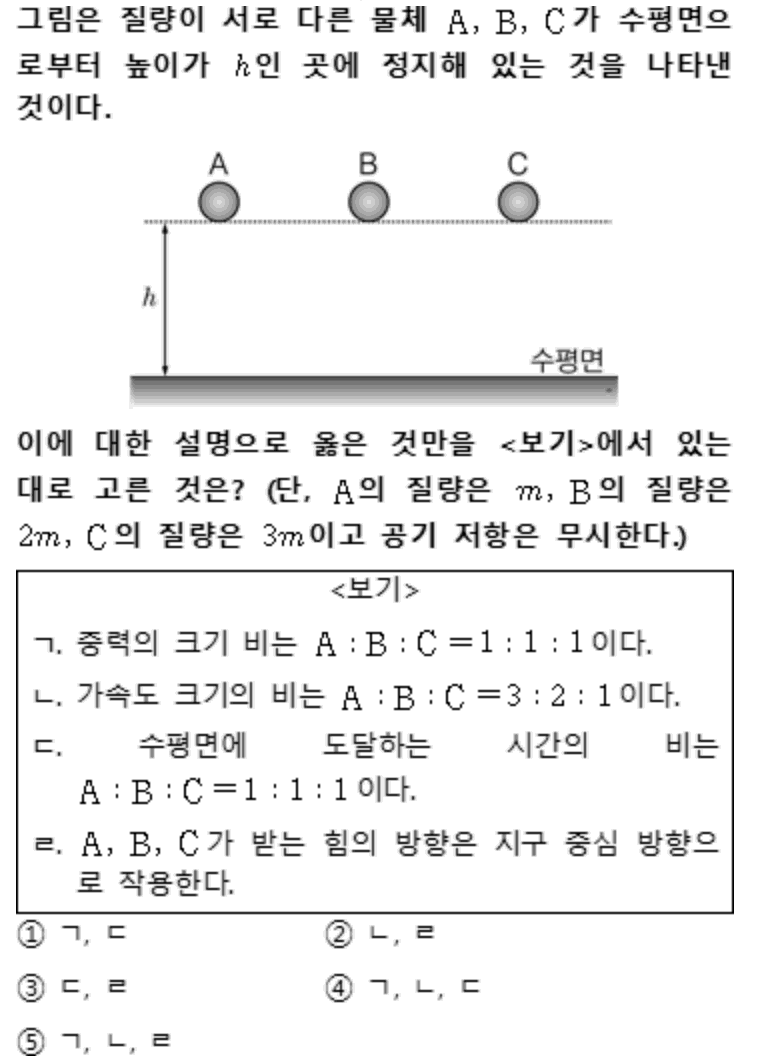 그림은 질량이 서로 다른 물체 A, B, C가 수평면으
로부터 높이가 h인 곳에 정지해 있는 것을 나타낸
것이다.
A B C
h
수평면
이에 대한 설명으로 옳은 것만을 <보기>에서 있는
대로 고른 것은? (단, A의 질량은 m, B의 질량은
2m, C의 질량은 3m이고 공기 저항은 무시한다.)
<보기>
ㄱ. 중력의 크기 비는 A : B : C = 1 : 1 : 1이다.
ㄴ. 가속도 크기의 비는 A : B : C = 3 : 2 : 1이다.
ㄷ. 수평면에 도달하는 시간의 비는
A : B : C = 1 : 1 : 1이다.
ㄹ. A, B, C가 받는 힘의 방향은 지구 중심 방향으
로 작용한다.
① ㄱ, ㄷ ② ㄴ, ㄹ
③ ㄷ, ㄹ ④ ㄱ, ㄴ, ㄷ
⑤ ㄱ, ㄴ, ㄹ